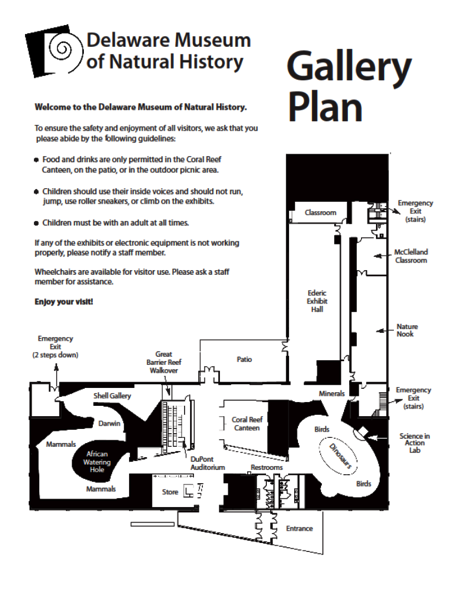 Delaware Museum
of Natural History
Gallery
Plan
Welcome to the Delaware Museum of Natural History.
To ensure the safety and enjoyment of all visitors, we ask that you
please abide by the following guidelines:
Food and drinks are only permitted in the Coral Reef
Canteen, on the patio, or in the outdoor picnic area.
Children should use their inside voices and should not run,
jump, use roller sneakers, or climb on the exhibits.
Children must be with an adult at all times.
If any of the exhibits or electronic equipment is not working
properly, please notify a staff member.
Wheelchairs are available for visitor use. Please ask a staff
member for assistance.
Enjoy your visit!
Classroom
Emergency
Exit
(stairs)
McClelland
Classroom
Ederic
Exhibit
Hall
Nature
Nook
Emergency
Exit
(2 steps down)
Great
Barrier Reef
Walkover
Patio
Shell Gallery
Minerals
Emergency
Exit
(stairs)
Darwin
Coral Reef
Canteen
Birds
Science in
Action
Lab
Mammals
African
Watering
Hole
DuPont
Auditorium
Restrooms
Dinosaurs
Mammals
Store
Birds
Entrance